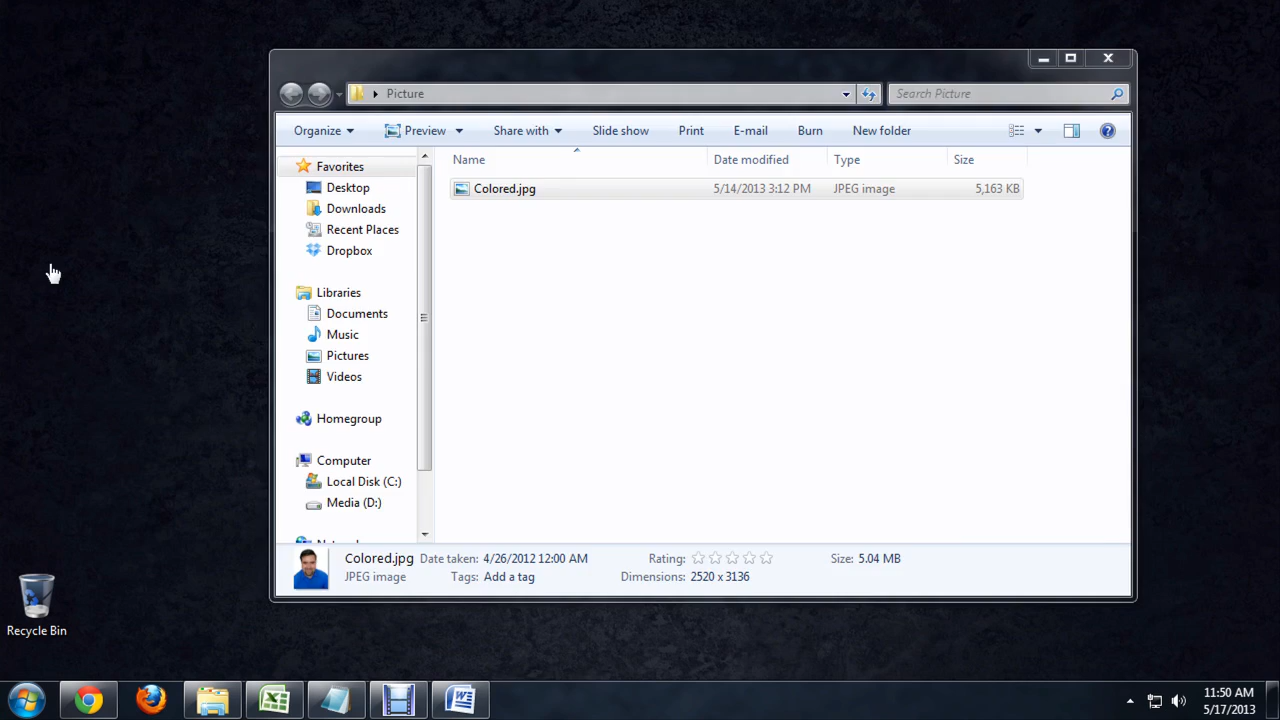 Picture
Search Picture
Organize Preview Share with Slide show Print E-mail Burn New folder
Name Date modified Type Size
Colored.jpg 5/14/2013 3:12 PM JPEG image 5,163 KB
Favorites
Desktop
Downloads
Recent Places
Dropbox
Libraries
Documents
Music
Pictures
Videos
Homegroup
Computer
Local Disk (C:)
Media (D:)
Colored.jpg Date taken: 4/26/2012 12:00 AM Rating: Size: 5.04 MB
JPEG image Tags: Add a tag Dimensions: 2520 x 3136
Recycle Bin
11:50 AM
5/17/2013